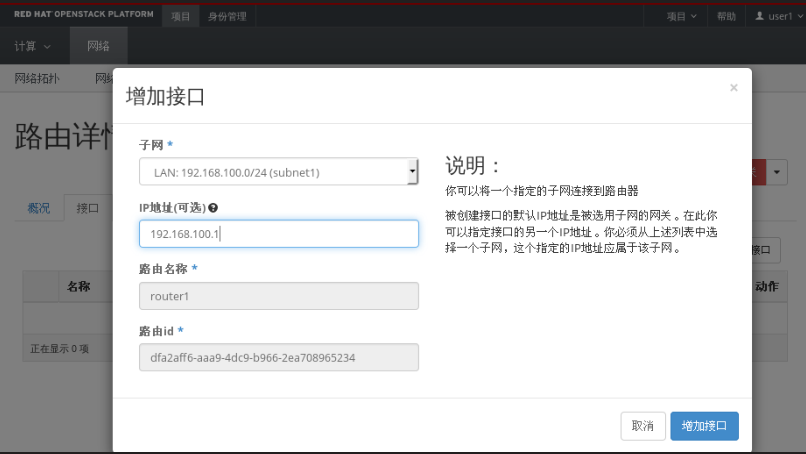 RED HAT OPENSTACK PLATFORM 项目 身份管理 项目 帮助 user1
计算 网络
网络拓扑
增加接口 ×
路由详
子网 *
LAN: 192.168.100.0/24 (subnet1)
说明：
你可以将一个指定的子网连接到路由器
概况 接口
IP地址(可选)
被创建接口的默认IP地址是被选用子网的网关。在此你
可以指定接口的另一个IP地址。你必须从上述列表中选
择一个子网，这个指定的IP地址应属于该子网。
192.168.100.1
接口
路由名称 *
名称 动作
router1
路由id *
正在显示 0 项
dfa2aff6-aaa9-4dc9-b966-2ea708965234
取消 增加接口